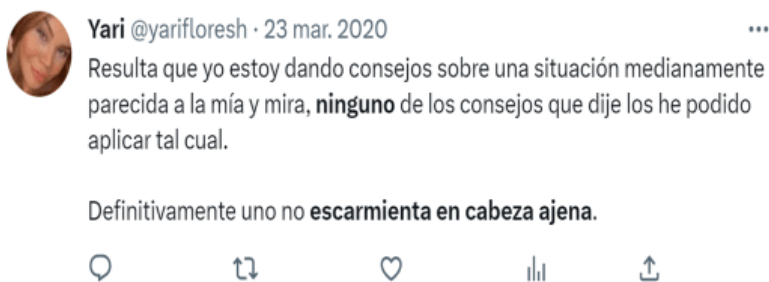 Yari @yarifloresh · 23 mar. 2020
Resulta que yo estoy dando consejos sobre una situación medianamente
parecida a la mía y mira, ninguno de los consejos que dije los he podido
aplicar tal cual.
Definitivamente uno no escarmienta en cabeza ajena.